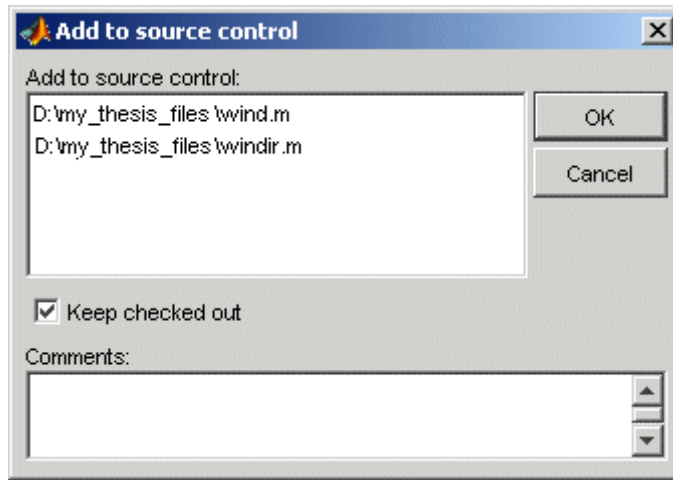 Add to source control
Add to source control:
D:\my_thesis_files\wind.m
D:\my_thesis_files\windir.m
OK
Cancel
Keep checked out
Comments: